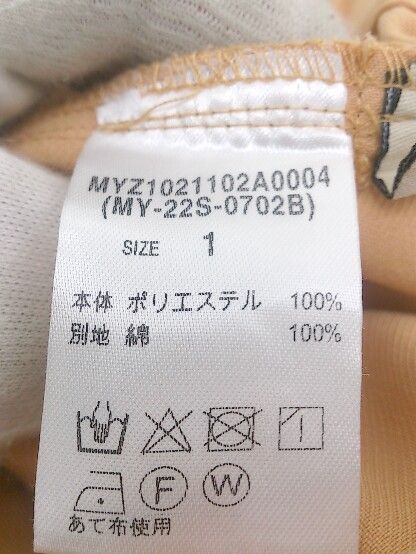 MYZ1021102A0004
(MY-22S-0702B)
SIZE 1
本体 ポリエステル 100%
別地 綿 100%
F W
あて布使用